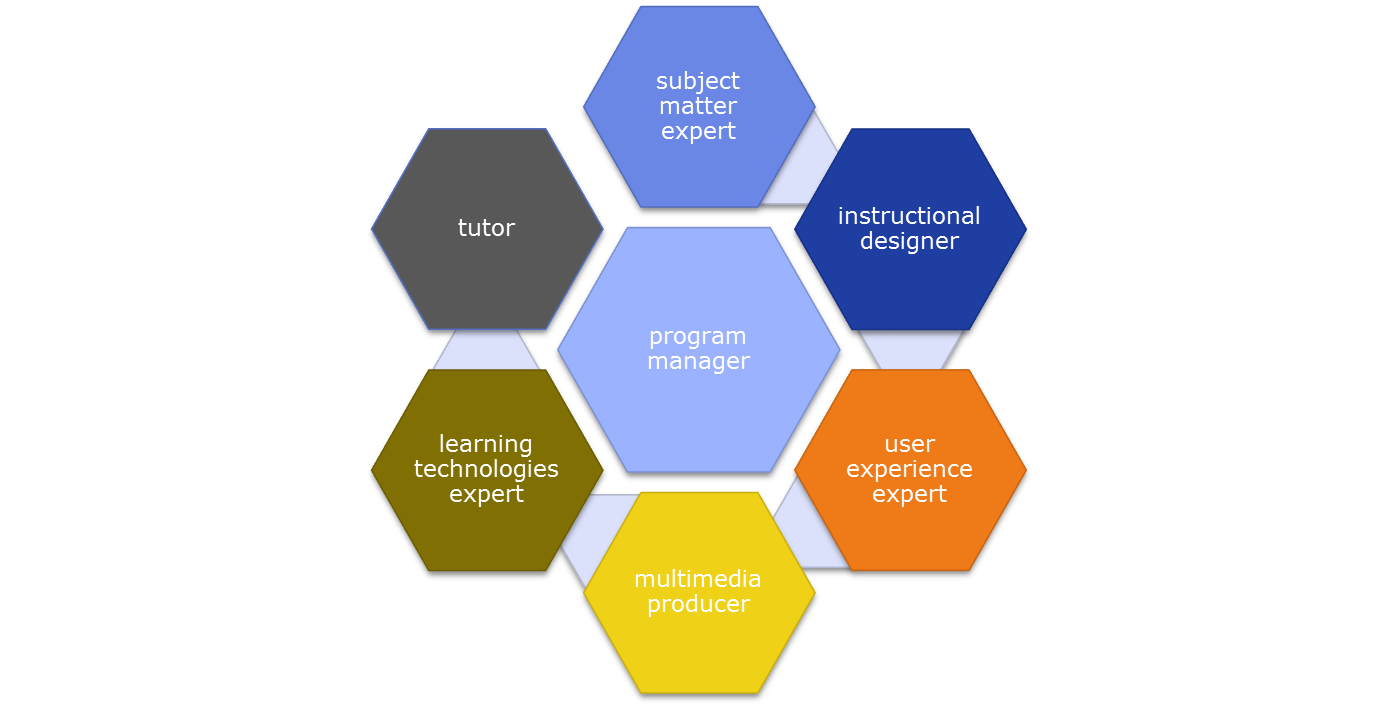 subject
matter
expert
instructional
designer
user
experience
expert
multimedia
producer
learning
technologies
expert
tutor
program
manager